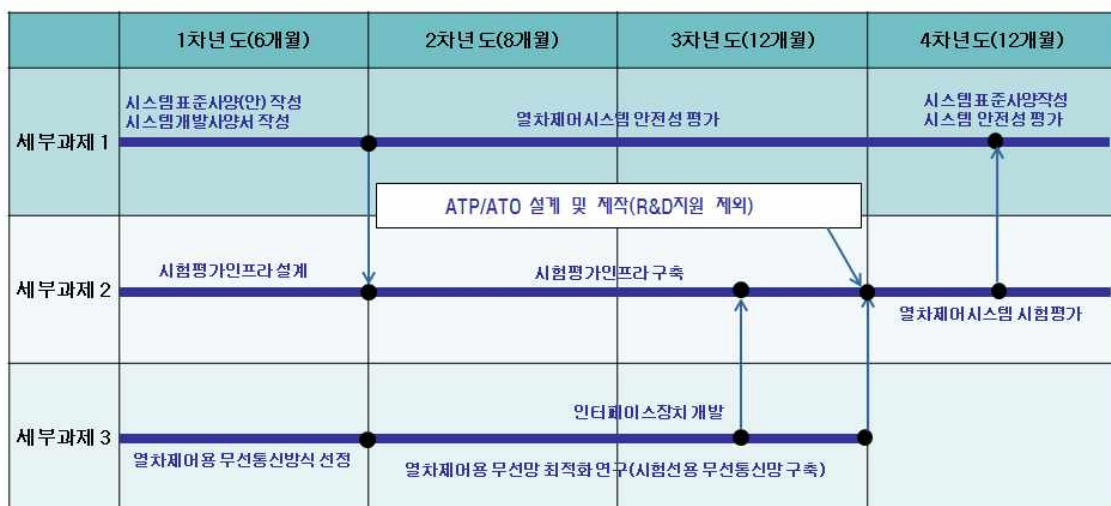 1차년도(6개월) 2차년도(8개월) 3차년도(12개월) 4차년도(12개월)
세부과제 1
시스템표준사양(안) 작성
시스템개발사양서 작성
열차제어시스템 안전성 평가
시스템표준사양작성
시스템 안전성 평가
ATP/ATO 설계 및 제작(R&D지원 제외)
세부과제 2
시험평가인프라 설계
시험평가인프라 구축
열차제어시스템 시험평가
세부과제 3
인터페이스장치 개발
열차제어용 무선통신방식 선정
열차제어용 무선망 최적화 연구(시험선용 무선통신망 구축)